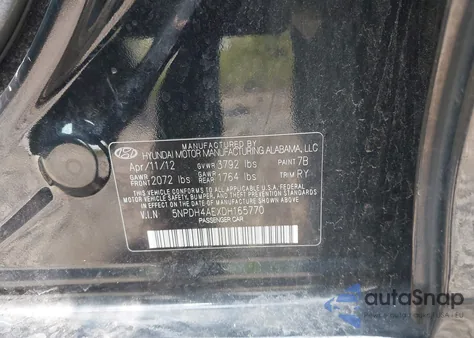 MANUFACTURED BY
HYUNDAI MOTOR MANUFACTURING ALABAMA, LLC
Apr/11/12 GVWR 3792 lbs PAINT 7B
GAWR FRONT 2072 lbs GAWR REAR 1764 lbs TRIM RY
THIS VEHICLE CONFORMS TO ALL APPLICABLE U.S. FEDERAL
MOTOR VEHICLE SAFETY, BUMPER, AND THEFT PREVENTION STANDARDS
IN EFFECT ON THE DATE OF MANUFACTURE SHOWN ABOVE.
V.I.N 5NPDH4AEXDH165770
PASSENGER CAR
autoSnap